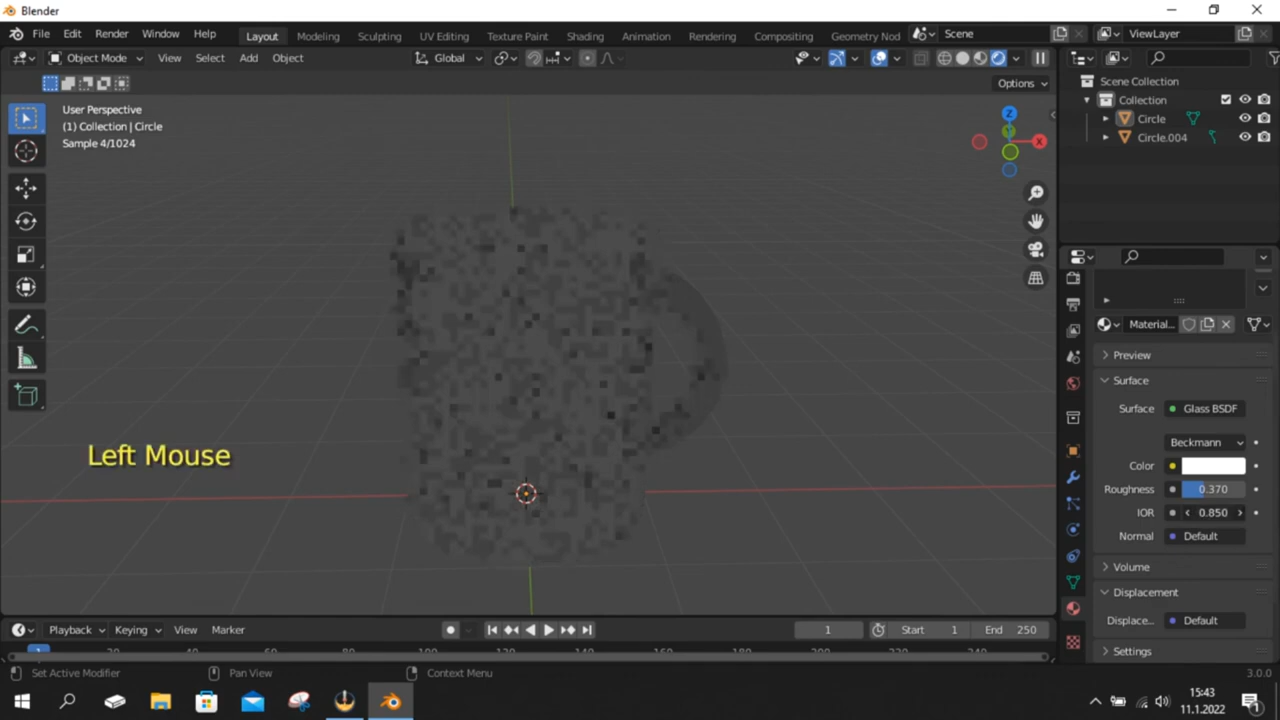 Blender
File Edit Render Window Help Layout Modeling Sculpting UV Editing Texture Paint Shading Animation Rendering Compositing Geometry Nod Scene ViewLayer
Object Mode View Select Add Object Global
Options
User Perspective
(1) Collection | Circle
Sample 4/1024
Z
X
Scene Collection
Collection
Circle
Circle.004
Material...
Preview
Surface
Surface Glass BSDF
Beckmann
Color
Roughness 0.370
IOR 0.850
Normal Default
Volume
Displacement
Displace... Default
Settings
Left Mouse
Playback Keying View Marker 1 Start 1 End 250
Set Active Modifier Pan View Context Menu 3.0.0
15:43
11.1.2022
1